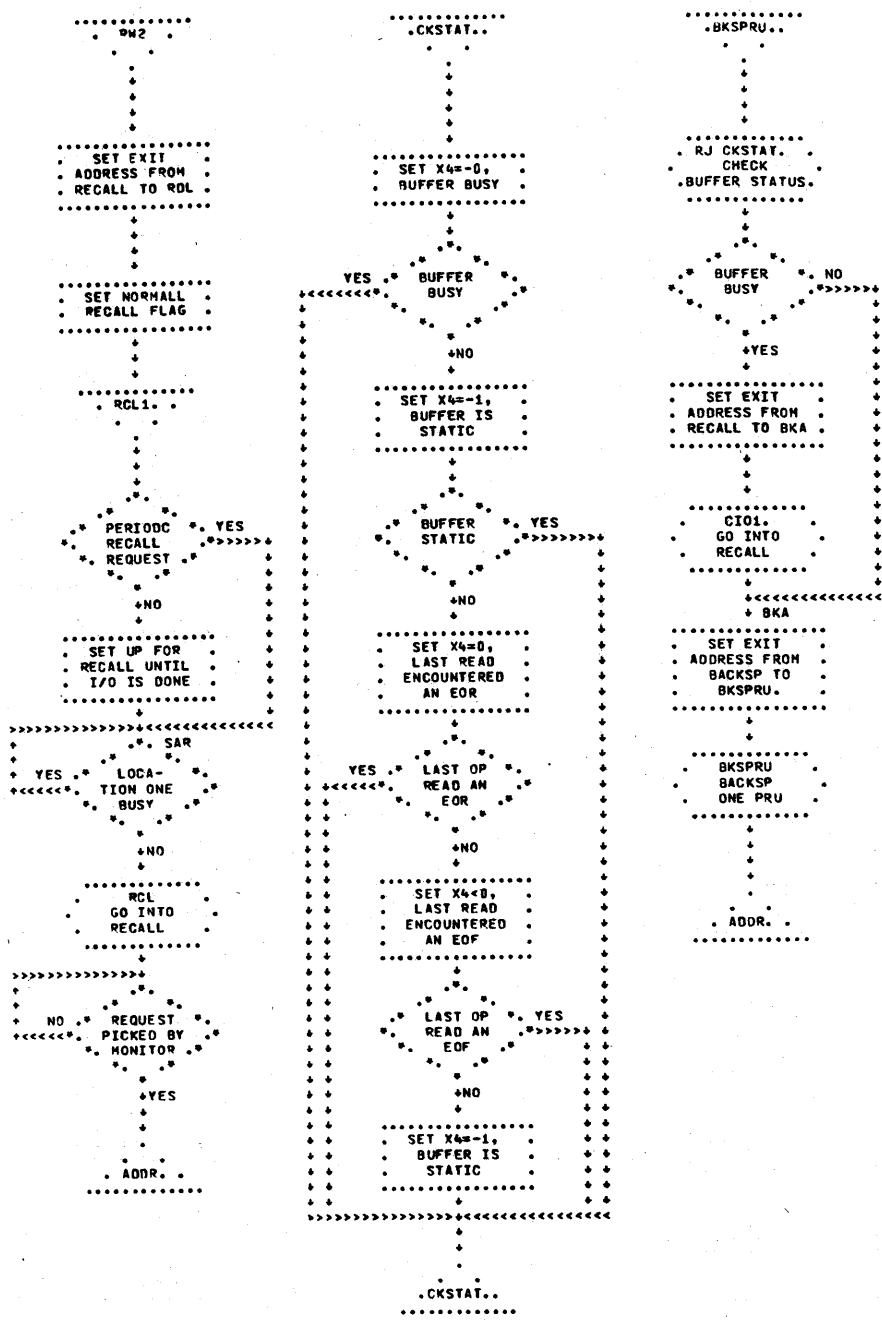 RW2
SET EXIT
ADDRESS FROM
RECALL TO RDL
SET NORMALL
RECALL FLAG
RCL1.
PERIODC
RECALL
REQUEST
YES
NO
SET UP FOR
RECALL UNTIL
I/O IS DONE
SAR
YES
LOCA-
TION ONE
BUSY
NO
RCL
GO INTO
RECALL
NO
REQUEST
PICKED BY
MONITOR
YES
ADDR.
CKSTAT.
SET X4=-0,
BUFFER BUSY
YES
BUFFER
BUSY
NO
SET X4=-1,
BUFFER IS
STATIC
BUFFER
STATIC
YES
NO
SET X4=0,
LAST READ
ENCOUNTERED
AN EOR
YES
LAST OP
READ AN
EOR
NO
SET X4<0,
LAST READ
ENCOUNTERED
AN EOF
LAST OP
READ AN
EOF
YES
NO
SET X4=-1,
BUFFER IS
STATIC
CKSTAT.
BKSPRU.
RJ CKSTAT.
CHECK
BUFFER STATUS
BUFFER
BUSY
NO
YES
SET EXIT
ADDRESS FROM
RECALL TO BKA
CIO1.
GO INTO
RECALL
BKA
SET EXIT
ADDRESS FROM
BACKSP TO
BKSPRU.
BKSPRU
BACKSP
ONE PRU
ADDR.